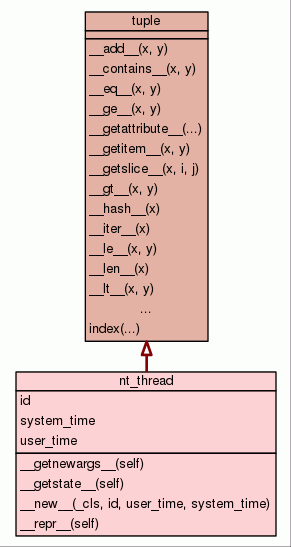 tuple
__add__(x, y)
__contains__(x, y)
__eq__(x, y)
__ge__(x, y)
__getattribute__(...)
__getitem__(x, y)
__getslice__(x, i, j)
__gt__(x, y)
__hash__(x)
__iter__(x)
__le__(x, y)
__len__(x)
__lt__(x, y)
...
index(...)
nt_thread
id
system_time
user_time
__getnewargs__(self)
__getstate__(self)
__new__(_cls, id, user_time, system_time)
__repr__(self)